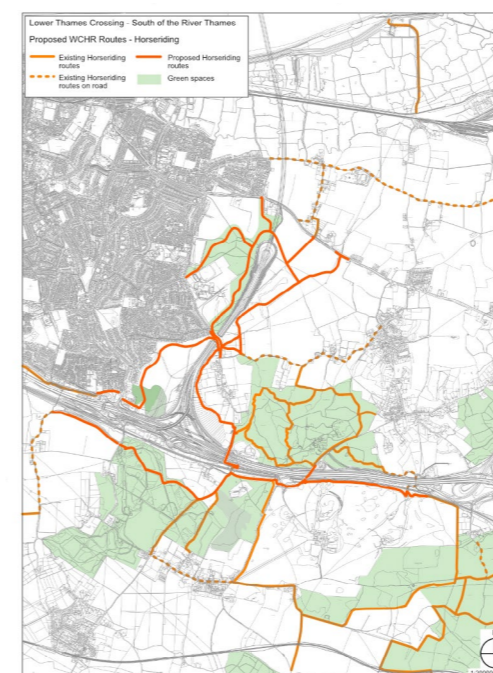 Lower Thames Crossing - South of the River Thames
Proposed WCHR Routes - Horseriding
Existing Horseriding
routes
Proposed Horseriding
routes
Existing Horseriding
routes on road
Green spaces